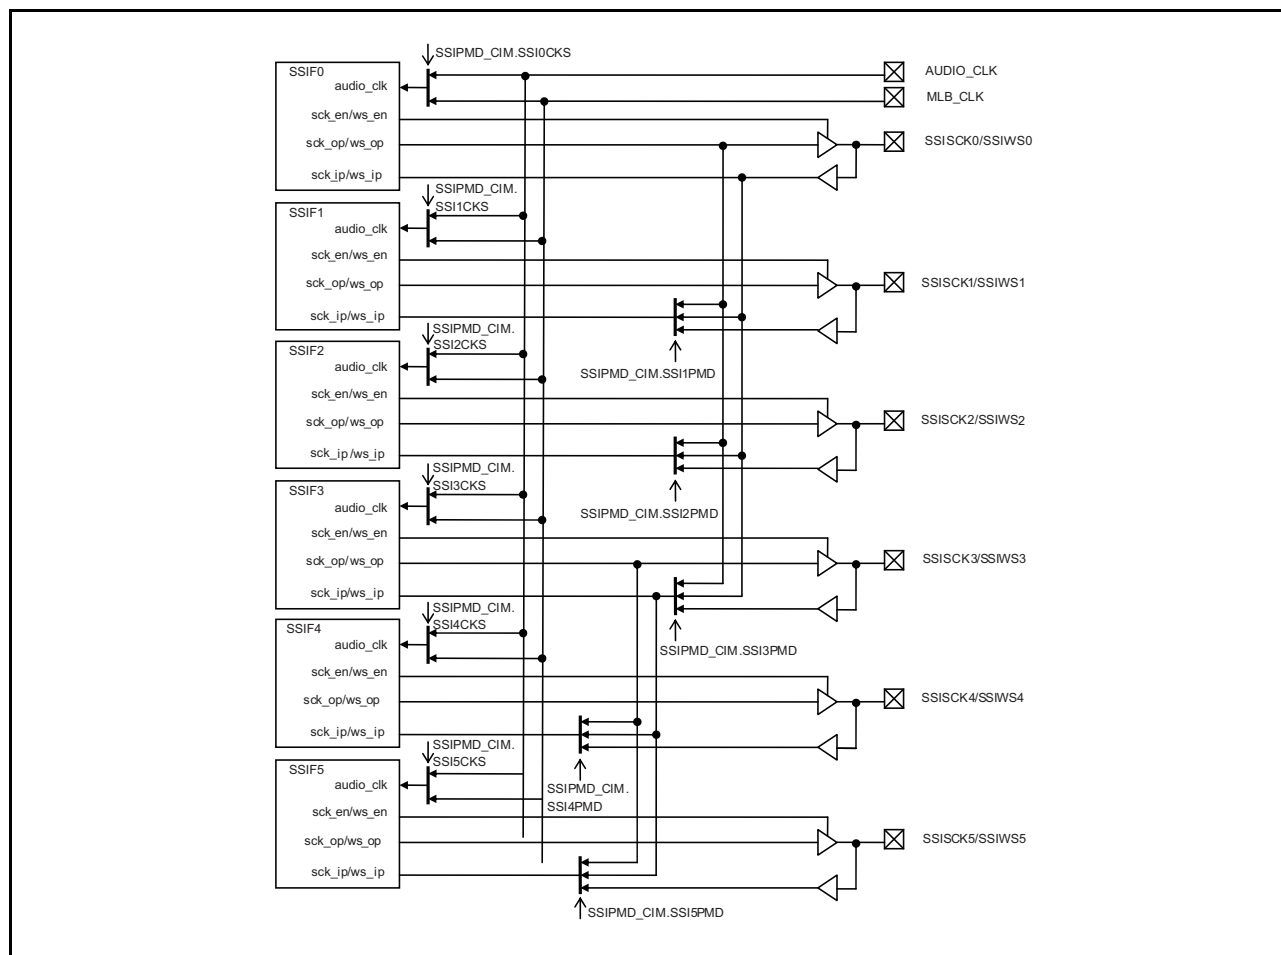 SSIPMD_CIM.SSI0CKS
SSIF0
audio_clk
AUDIO_CLK
MLB_CLK
sck_en/ws_en
sck_op/ws_op
SSISCK0/SSIWS0
sck_ip/ws_ip
SSIPMD_CIM.
SSI1CKS
SSIF1
audio_clk
sck_en/ws_en
sck_op/ws_op
SSISCK1/SSIWS1
sck_ip/ws_ip
SSIPMD_CIM.
SSI2CKS
SSIF2
audio_clk
SSIPMD_CIM.SSI1PMD
sck_en/ws_en
sck_op/ws_op
SSISCK2/SSIWS2
sck_ip/ws_ip
SSIPMD_CIM.
SSI3CKS
SSIF3
audio_clk
SSIPMD_CIM.SSI2PMD
sck_en/ws_en
sck_op/ws_op
SSISCK3/SSIWS3
sck_ip/ws_ip
SSIPMD_CIM.
SSI4CKS
SSIF4
audio_clk
SSIPMD_CIM.SSI3PMD
sck_en/ws_en
sck_op/ws_op
SSISCK4/SSIWS4
sck_ip/ws_ip
SSIPMD_CIM.
SSI5CKS
SSIF5
audio_clk
SSIPMD_CIM.
SSI4PMD
sck_en/ws_en
sck_op/ws_op
SSISCK5/SSIWS5
sck_ip/ws_ip
SSIPMD_CIM.SSI5PMD